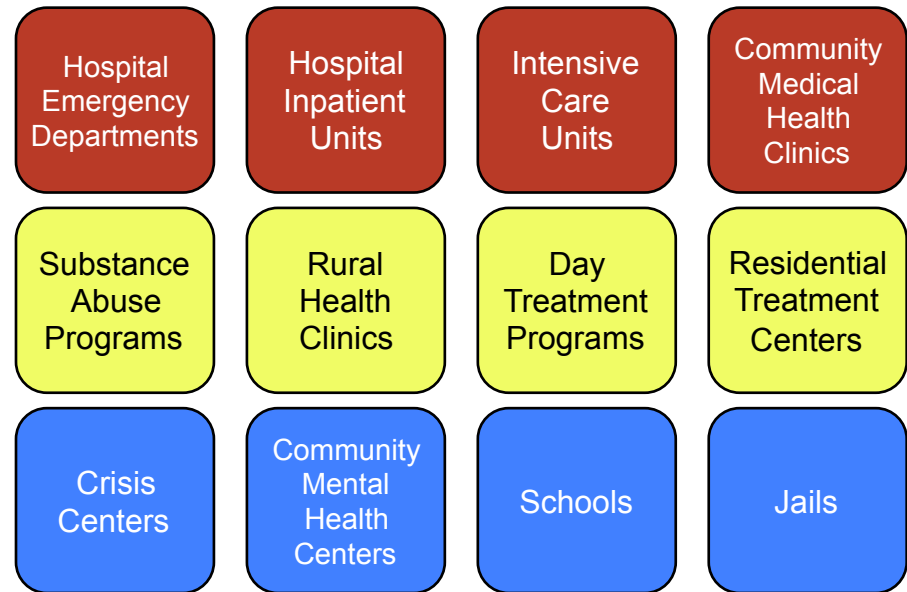 Hospital
Emergency
Departments
Hospital
Inpatient
Units
Intensive
Care
Units
Community
Medical
Health
Clinics
Substance
Abuse
Programs
Rural
Health
Clinics
Day
Treatment
Programs
Residential
Treatment
Centers
Crisis
Centers
Community
Mental
Health
Centers
Schools
Jails